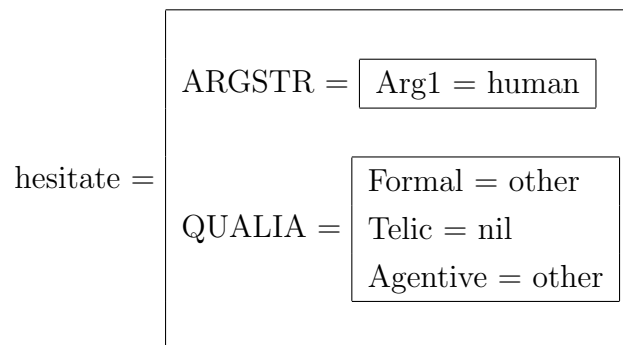 ARGSTR = Arg1 = human
hesitate =
QUALIA =
Formal = other
Telic = nil
Agentive = other